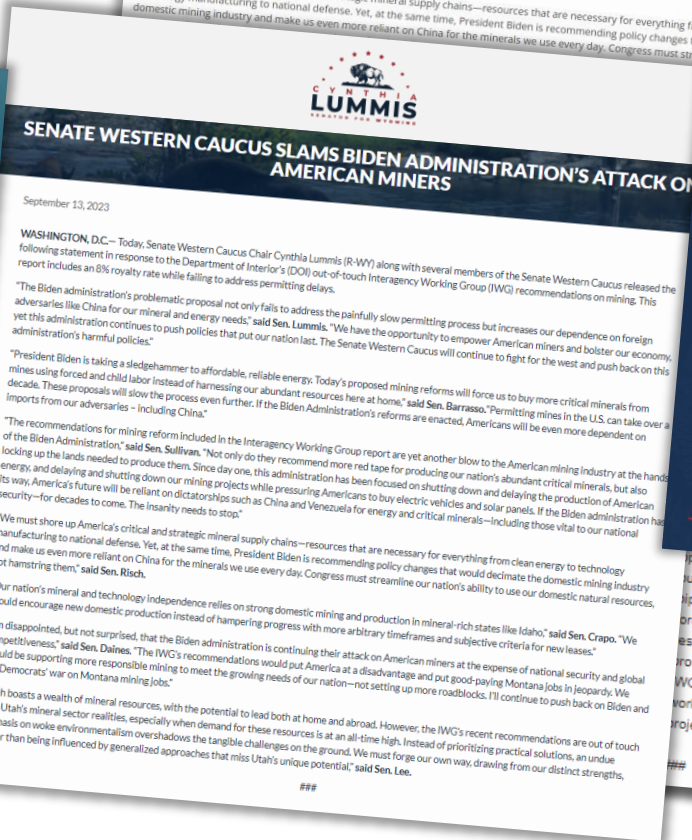 mineral supply chains—resources that are necessary for everything
manufacturing to national defense. Yet, at the same time, President Biden is recommending policy changes
domestic mining industry and make us even more reliant on China for the minerals we use every day. Congress must
CYNTHIA
LUMMIS
SENATOR FOR WYOMING
SENATE WESTERN CAUCUS SLAMS BIDEN ADMINISTRATION'S ATTACK ON
AMERICAN MINERS
September 13, 2023
WASHINGTON, D.C.— Today, Senate Western Caucus Chair Cynthia Lummis (R-WY) along with several members of the Senate Western Caucus released the
following statement in response to the Department of Interior's (DOI) out-of-touch Interagency Working Group (IWG) recommendations on mining. This
report includes an 8% royalty rate while failing to address permitting delays.
"The Biden administration's problematic proposal not only fails to address the painfully slow permitting process but increases our dependence on foreign
adversaries like China for our mineral and energy needs," said Sen. Lummis. "We have the opportunity to empower American miners and bolster our economy,
yet this administration continues to push policies that put our nation last. The Senate Western Caucus will continue to fight for the west and push back on this
administration's harmful policies."
"President Biden is taking a sledgehammer to affordable, reliable energy. Today's proposed mining reforms will force us to buy more critical minerals from
mines using forced and child labor instead of harnessing our abundant resources here at home," said Sen. Barrasso. "Permitting mines in the U.S. can take over a
decade. These proposals will slow the process even further. If the Biden Administration's reforms are enacted, Americans will be even more dependent on
imports from our adversaries – including China."
"The recommendations for mining reform included in the Interagency Working Group report are yet another blow to the American mining industry at the hands
of the Biden Administration," said Sen. Sullivan. "Not only do they recommend more red tape for producing our nation's abundant critical minerals, but also
locking up the lands needed to produce them. Since day one, this administration has been focused on shutting down and delaying the production of American
energy, and delaying and shutting down our mining projects while pressuring Americans to buy electric vehicles and solar panels. If the Biden administration has
its way, America's future will be reliant on dictatorships such as China and Venezuela for energy and critical minerals—including those vital to our national
security—for decades to come. The insanity needs to stop."
We must shore up America's critical and strategic mineral supply chains—resources that are necessary for everything from clean energy to technology
manufacturing to national defense. Yet, at the same time, President Biden is recommending policy changes that would decimate the domestic mining industry
and make us even more reliant on China for the minerals we use every day. Congress must streamline our nation's ability to use our domestic natural resources,
not hamstring them," said Sen. Risch.
Our nation's mineral and technology independence relies on strong domestic mining and production in mineral-rich states like Idaho," said Sen. Crapo. "We
ould encourage new domestic production instead of hampering progress with more arbitrary timeframes and subjective criteria for new leases."
disappointed, but not surprised, that the Biden administration is continuing their attack on American miners at the expense of national security and global
mpetitiveness," said Sen. Daines. "The IWG's recommendations would put America at a disadvantage and put good-paying Montana jobs in jeopardy. We
uld be supporting more responsible mining to meet the growing needs of our nation—not setting up more roadblocks. I'll continue to push back on Biden and
Democrats' war on Montana mining jobs."
h boasts a wealth of mineral resources, with the potential to lead both at home and abroad. However, the IWG's recent recommendations are out of touch
Utah's mineral sector realities, especially when demand for these resources is at an all-time high. Instead of prioritizing practical solutions, an undue
hasis on woke environmentalism overshadows the tangible challenges on the ground. We must forge our own way, drawing from our distinct strengths,
r than being influenced by generalized approaches that miss Utah's unique potential," said Sen. Lee.
###
###